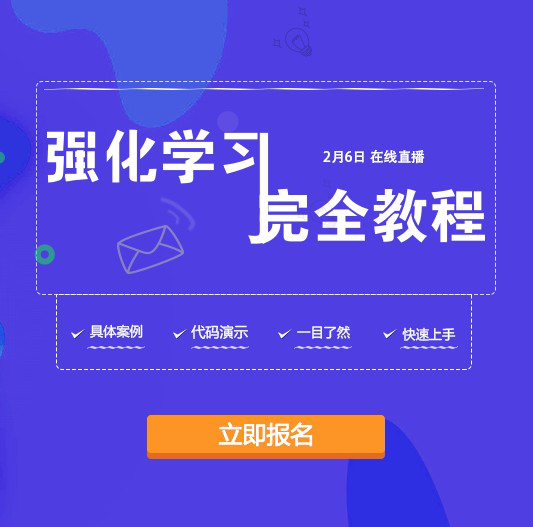 强化学习
2月6日 在线直播
完全教程
具体案例
代码演示
一目了然
快速上手
立即报名